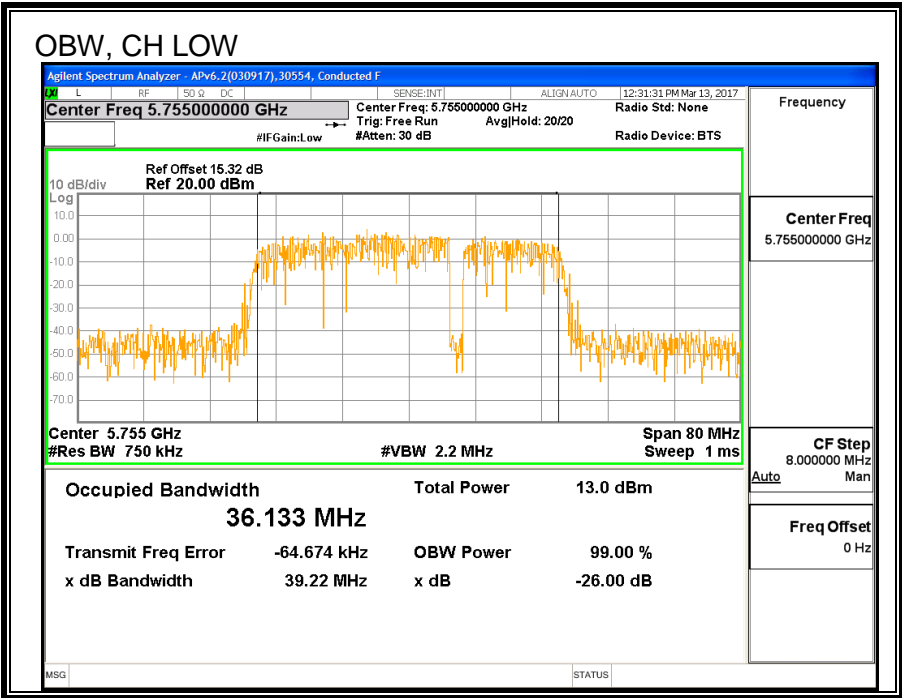 OBW, CH LOW
Agilent Spectrum Analyzer - APv6.2(030917),30554, Conducted F
LXI L RF 50 Ω DC SENSE:INT ALIGN AUTO 12:31:31 PM Mar 13, 2017
Center Freq 5.755000000 GHz
Center Freq: 5.755000000 GHz
Radio Std: None
Trig: Free Run Avg|Hold: 20/20
#IFGain:Low
#Atten: 30 dB
Radio Device: BTS
Ref Offset 15.32 dB
10 dB/div
Ref 20.00 dBm
Log
10.0
0.00
-10.0
-20.0
-30.0
-40.0
-50.0
-60.0
-70.0
Center 5.755 GHz
Span 80 MHz
#Res BW 750 kHz
#VBW 2.2 MHz
Sweep 1 ms
Occupied Bandwidth
36.133 MHz
Total Power 13.0 dBm
Transmit Freq Error -64.674 kHz
OBW Power 99.00 %
x dB Bandwidth 39.22 MHz
x dB -26.00 dB
Frequency
Center Freq
5.755000000 GHz
CF Step
8.000000 MHz
Auto Man
Freq Offset
0 Hz
MSG
STATUS